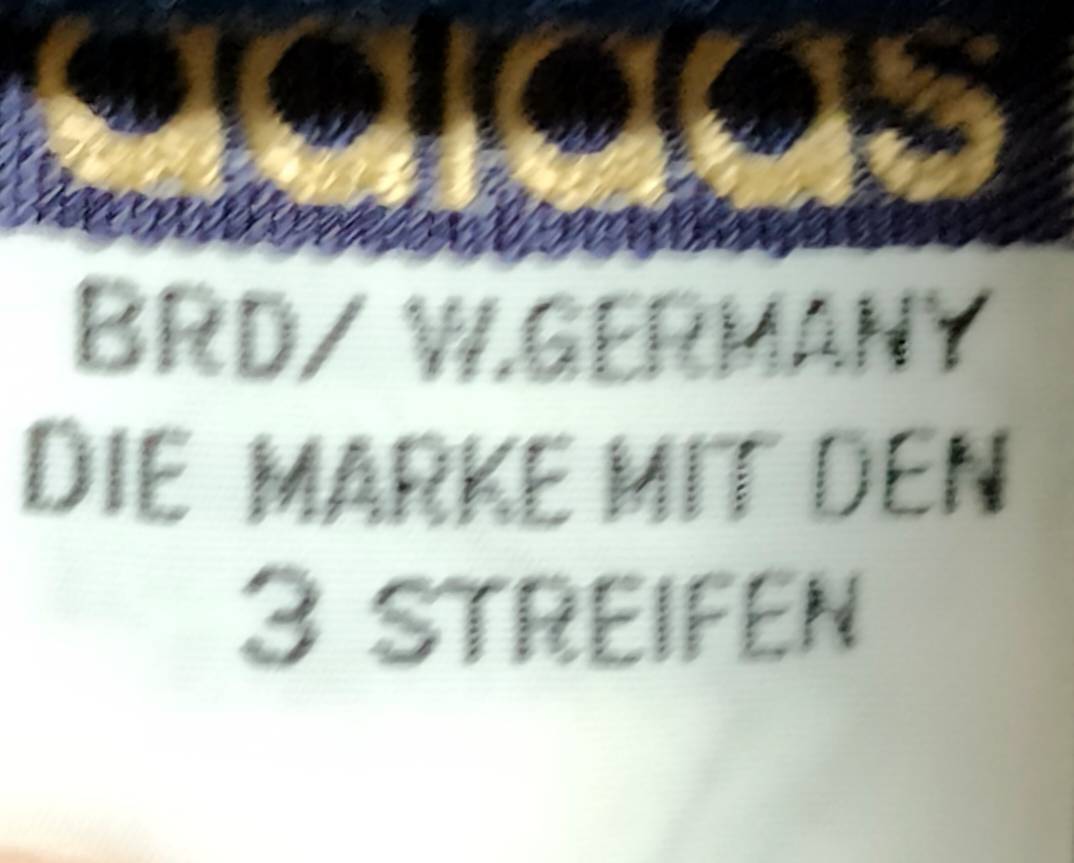 adidas
BRD/ W.GERMANY
DIE MARKE MIT DEN
3 STREIFEN